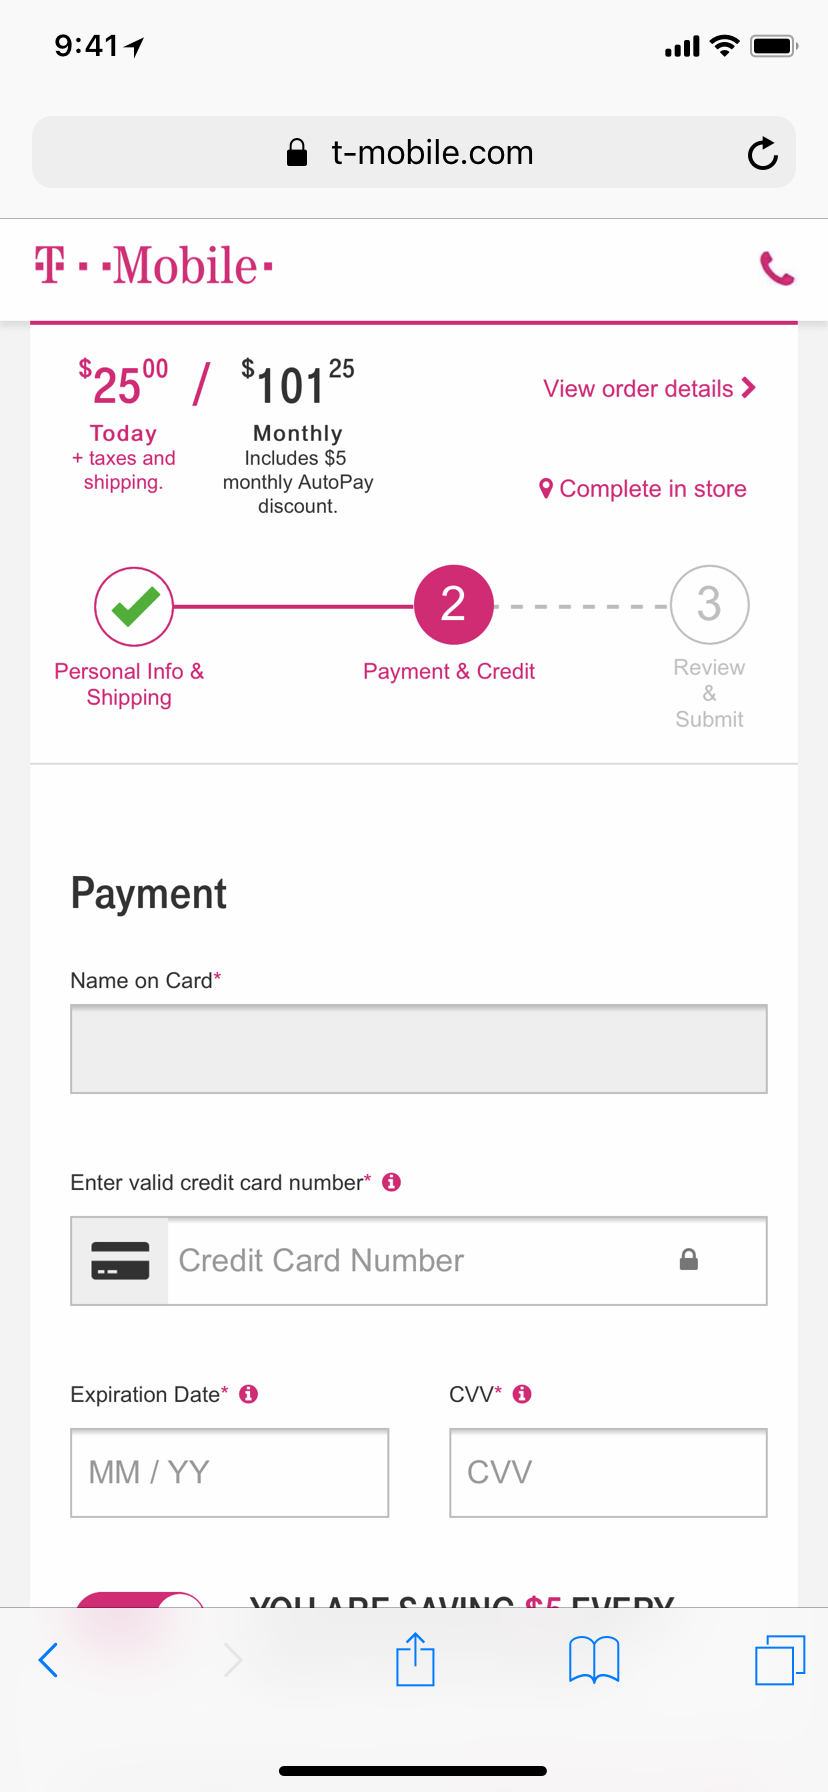 9:41
t-mobile.com
T··Mobile·
$25 00 / $101 25
Today
+ taxes and
shipping.
Monthly
Includes $5
monthly AutoPay
discount.
View order details
Complete in store
2
3
Personal Info &
Shipping
Payment & Credit
Review
&
Submit
Payment
Name on Card*
Enter valid credit card number*
Credit Card Number
Expiration Date*
MM / YY
CVV*
CVV
YOU ARE SAVING $5 EVERY